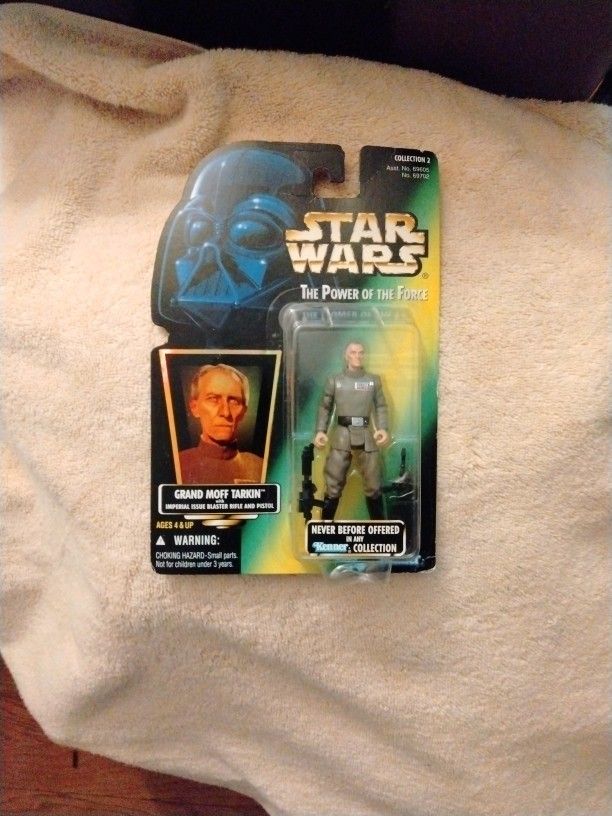 COLLECTION 2
Asst. No. 69605
No. 69702
STAR
WARS
®
THE POWER OF THE FORCE
GRAND MOFF TARKIN™
with
IMPERIAL ISSUE BLASTER RIFLE AND PISTOL
NEVER BEFORE OFFERED
IN ANY
Kenner COLLECTION
AGES 4 & UP
WARNING:
CHOKING HAZARD-Small parts.
Not for children under 3 years.